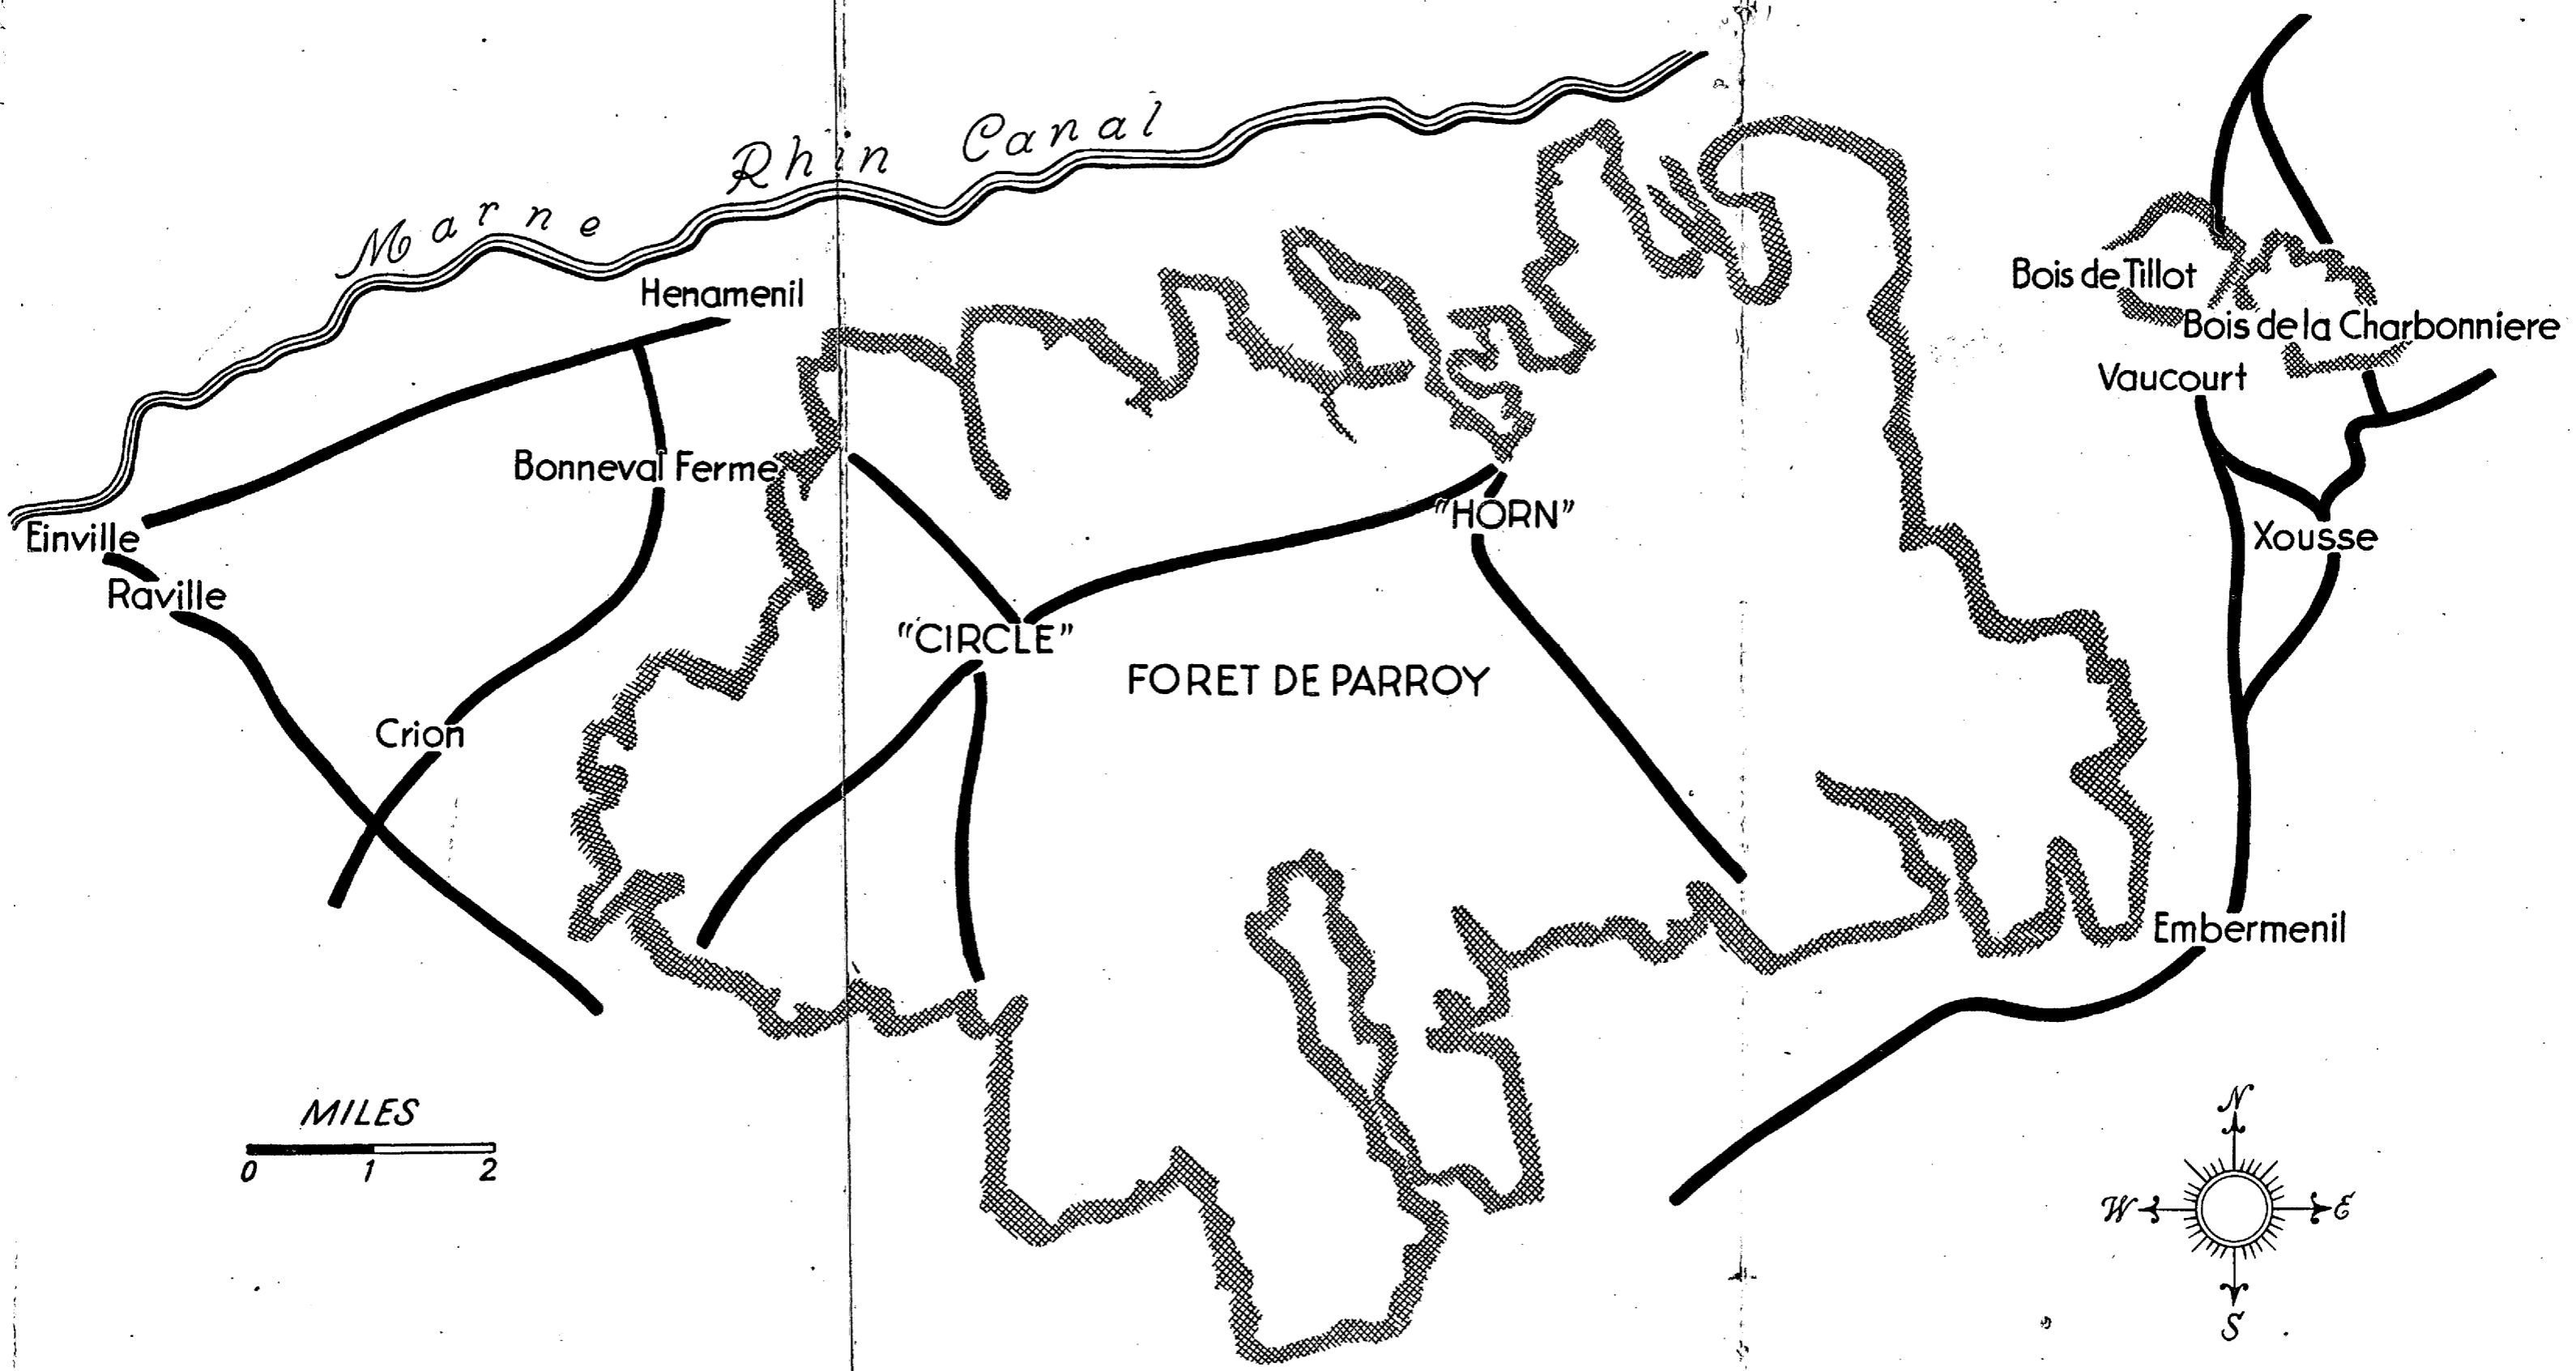 Marne Rhin Canal
Henamenil
Bois de Tillot
Bois de la Charbonniere
Vaucourt
Bonneval Ferme
"HORN"
Einville
Xousse
Raville
"CIRCLE"
FORET DE PARROY
Crion
Embermenil
MILES
0 1 2
N
W E
S